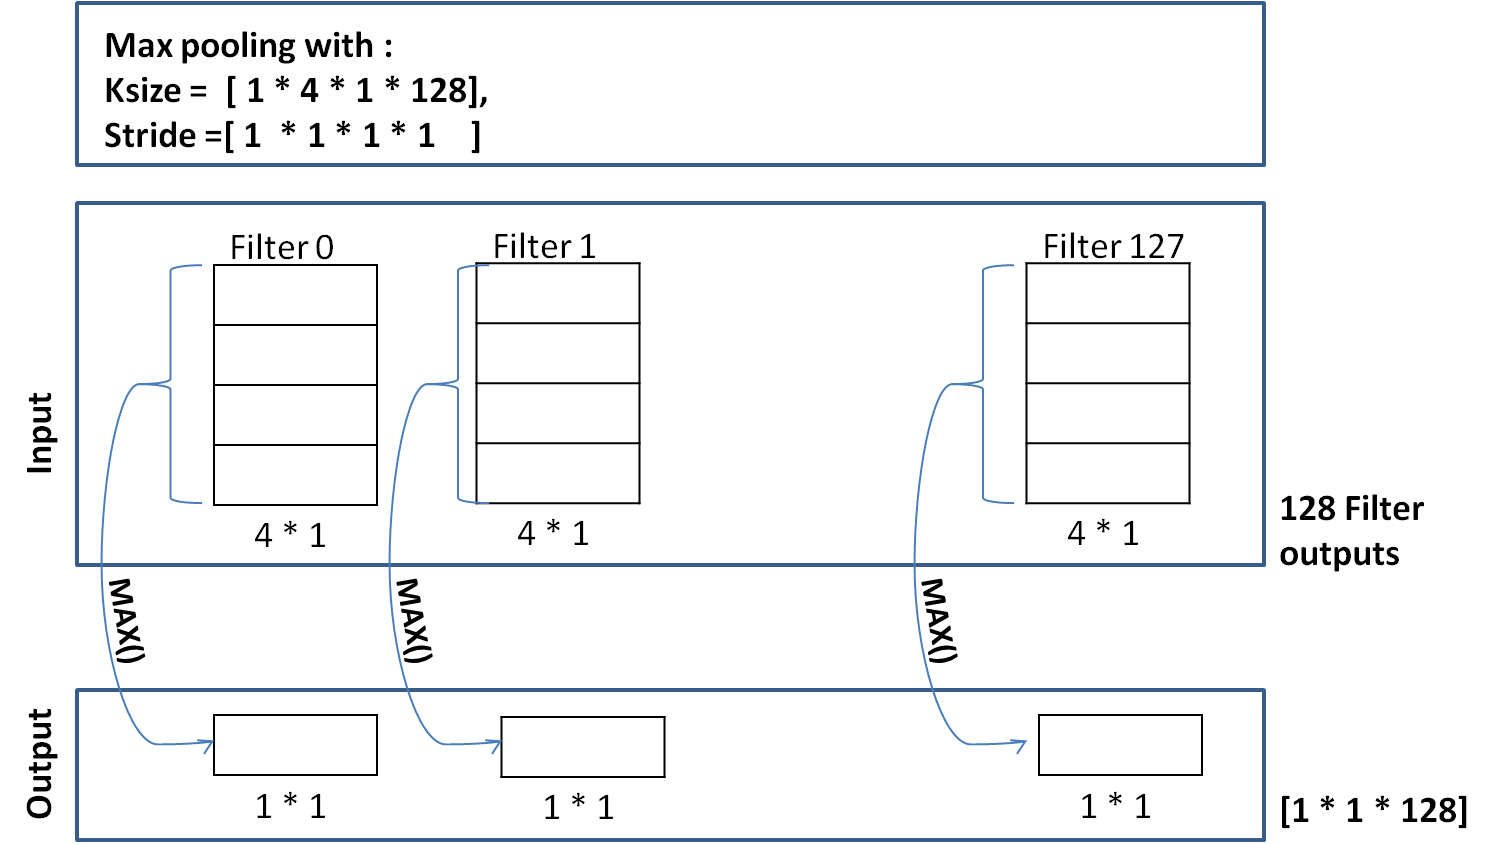 Max pooling with :
Ksize =  [ 1 * 4 * 1 * 128],
Stride =[ 1  * 1 * 1 * 1    ]
Input
Filter 0
Filter 1
Filter 127
4 * 1
4 * 1
4 * 1
128 Filter
outputs
MAX()
MAX()
MAX()
Output
1 * 1
1 * 1
1 * 1
[1 * 1 * 128]